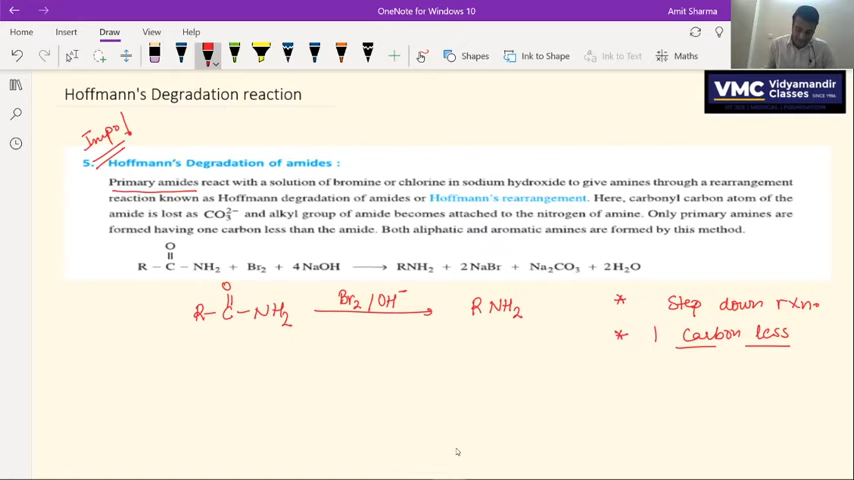 OneNote for Windows 10
Amit Sharma
Home Insert Draw View Help
Shapes Ink to Shape Ink to Text Maths
Hoffmann's Degradation reaction
VMC Vidyamandir Classes SINCE 1986
Impo!
5. Hoffmann's Degradation of amides :
Primary amides react with a solution of bromine or chlorine in sodium hydroxide to give amines through a rearrangement
reaction known as Hoffmann degradation of amides or Hoffmann's rearrangement. Here, carbonyl carbon atom of the
amide is lost as CO₃²⁻ and alkyl group of amide becomes attached to the nitrogen of amine. Only primary amines are
formed having one carbon less than the amide. Both aliphatic and aromatic amines are formed by this method.
O
||
R – C – NH₂ + Br₂ + 4 NaOH ⟶ RNH₂ + 2 NaBr + Na₂CO₃ + 2 H₂O
O
||
R – C – NH₂ Br₂ / OH⁻ → R NH₂ * Step down rxn.
* 1 carbon less